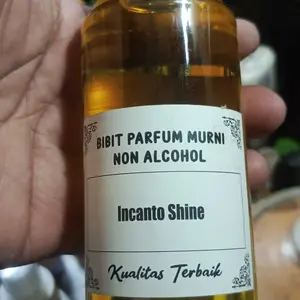 BIBIT PARFUM MURNI
NON ALCOHOL
Incanto Shine
Kualitas Terbaik